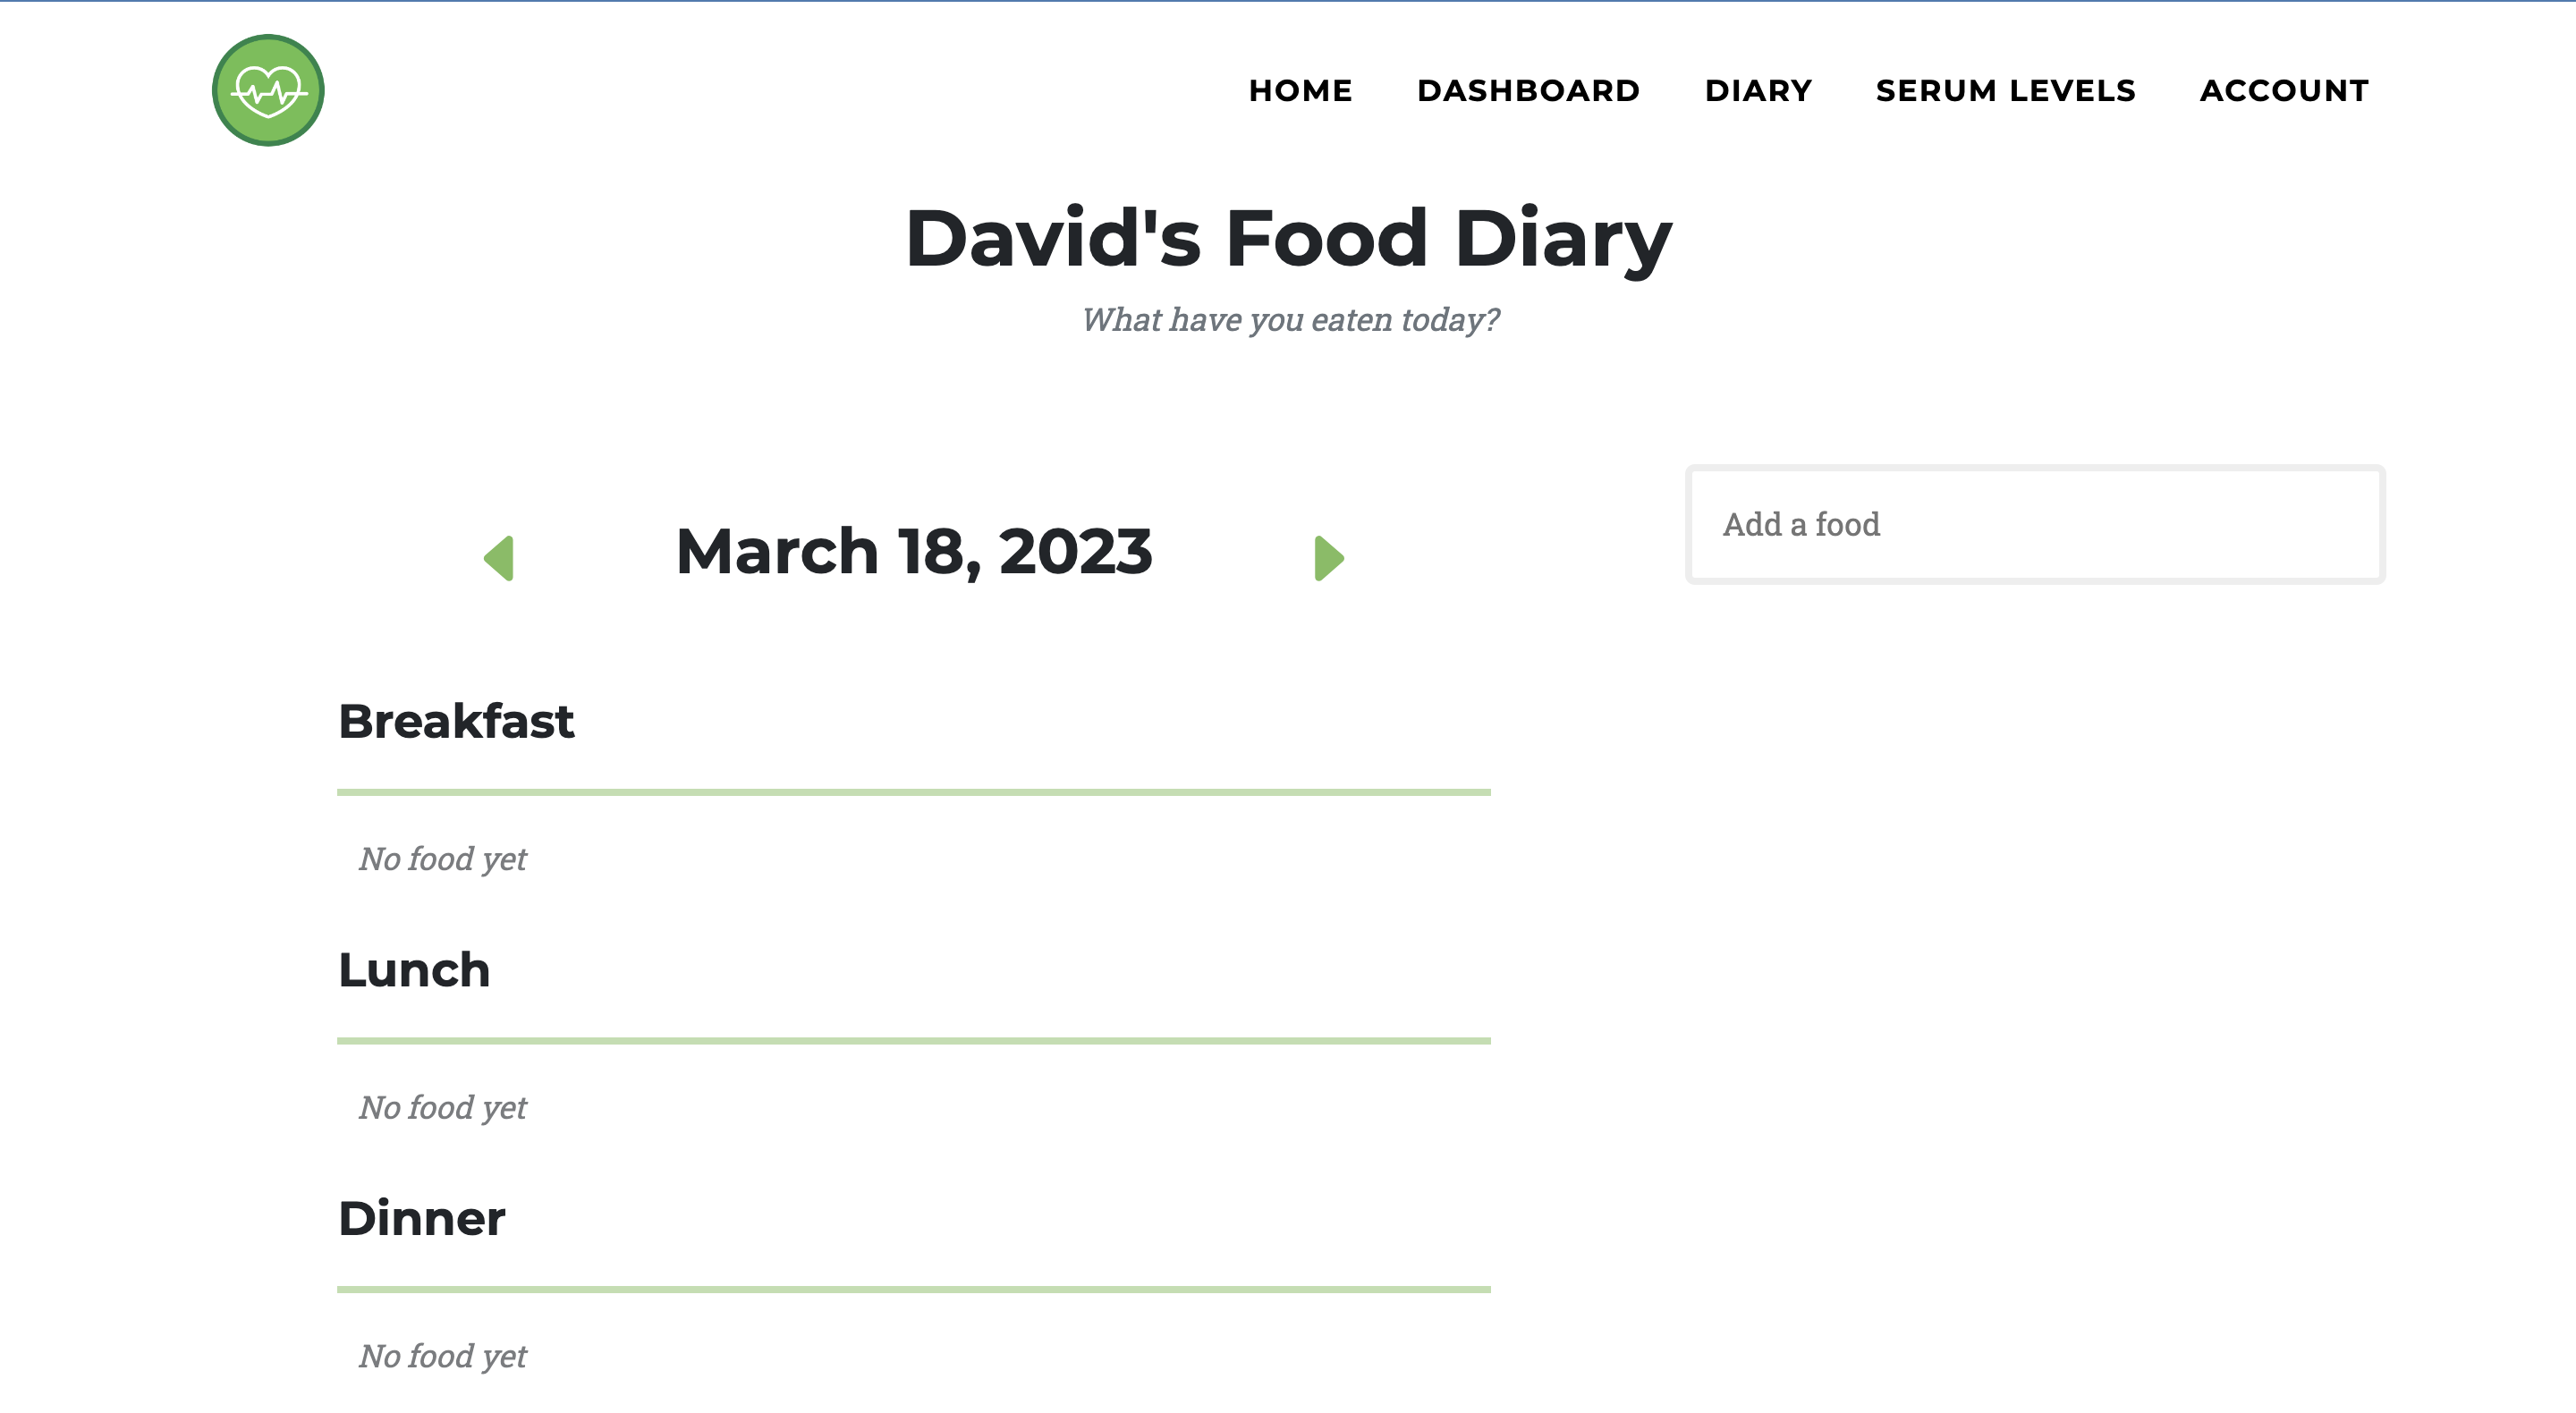 HOME DASHBOARD DIARY SERUM LEVELS ACCOUNT
David's Food Diary
What have you eaten today?
March 18, 2023
Add a food
Breakfast
No food yet
Lunch
No food yet
Dinner
No food yet